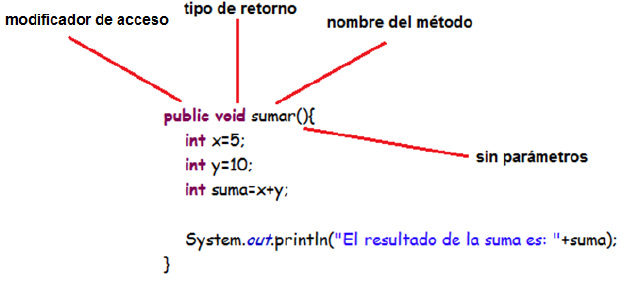 modificador de acceso
tipo de retorno
nombre del método
public void sumar(){
int x=5;
sin parámetros
int y=10;
int suma=x+y;
System.out.println("El resultado de la suma es: "+suma);
}